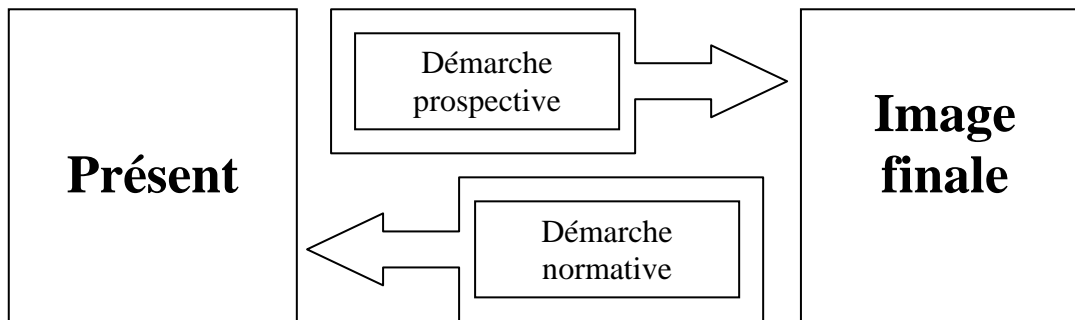 Présent
Démarche
prospective
Démarche
normative
Image
finale